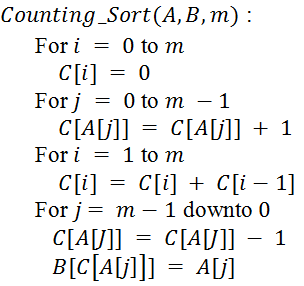 Counting_Sort(A, B, m) :
For i = 0 to m
C[i] = 0
For j = 0 to m − 1
C[A[j]] = C[A[j]] + 1
For i = 1 to m
C[i] = C[i] + C[i − 1]
For j = m − 1 downto 0
C[A[J]] = C[A[J]] − 1
B[C[A[j]]] = A[j]